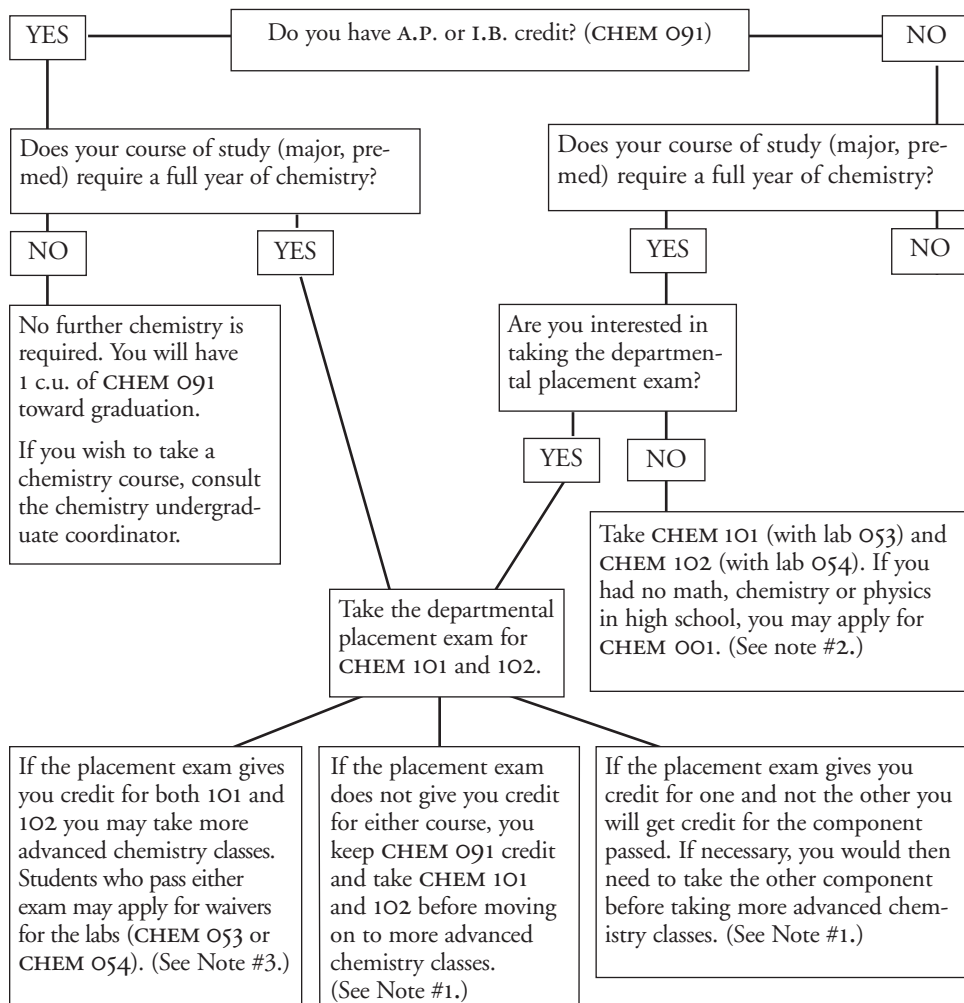 YES
Do you have A.P. or I.B. credit? (CHEM 091)
NO
Does your course of study (major, pre-
med) require a full year of chemistry?
Does your course of study (major, pre-
med) require a full year of chemistry?
NO
YES
YES
NO
No further chemistry is
required. You will have
1 c.u. of CHEM 091
toward graduation.
If you wish to take a
chemistry course, consult
the chemistry undergrad-
uate coordinator.
Are you interested in
taking the departmen-
tal placement exam?
YES
NO
Take CHEM 101 (with lab 053) and
CHEM 102 (with lab 054). If you
had no math, chemistry or physics
in high school, you may apply for
CHEM 001. (See note #2.)
Take the departmental
placement exam for
CHEM 101 and 102.
If the placement exam gives
you credit for both 101 and
102 you may take more
advanced chemistry classes.
Students who pass either
exam may apply for waivers
for the labs (CHEM 053 or
CHEM 054). (See Note #3.)
If the placement exam
does not give you credit
for either course, you
keep CHEM 091 credit
and take CHEM 101
and 102 before moving
on to more advanced
chemistry classes.
(See Note #1.)
If the placement exam gives you
credit for one and not the other you
will get credit for the component
passed. If necessary, you would then
need to take the other component
before taking more advanced chem-
istry classes. (See Note #1.)